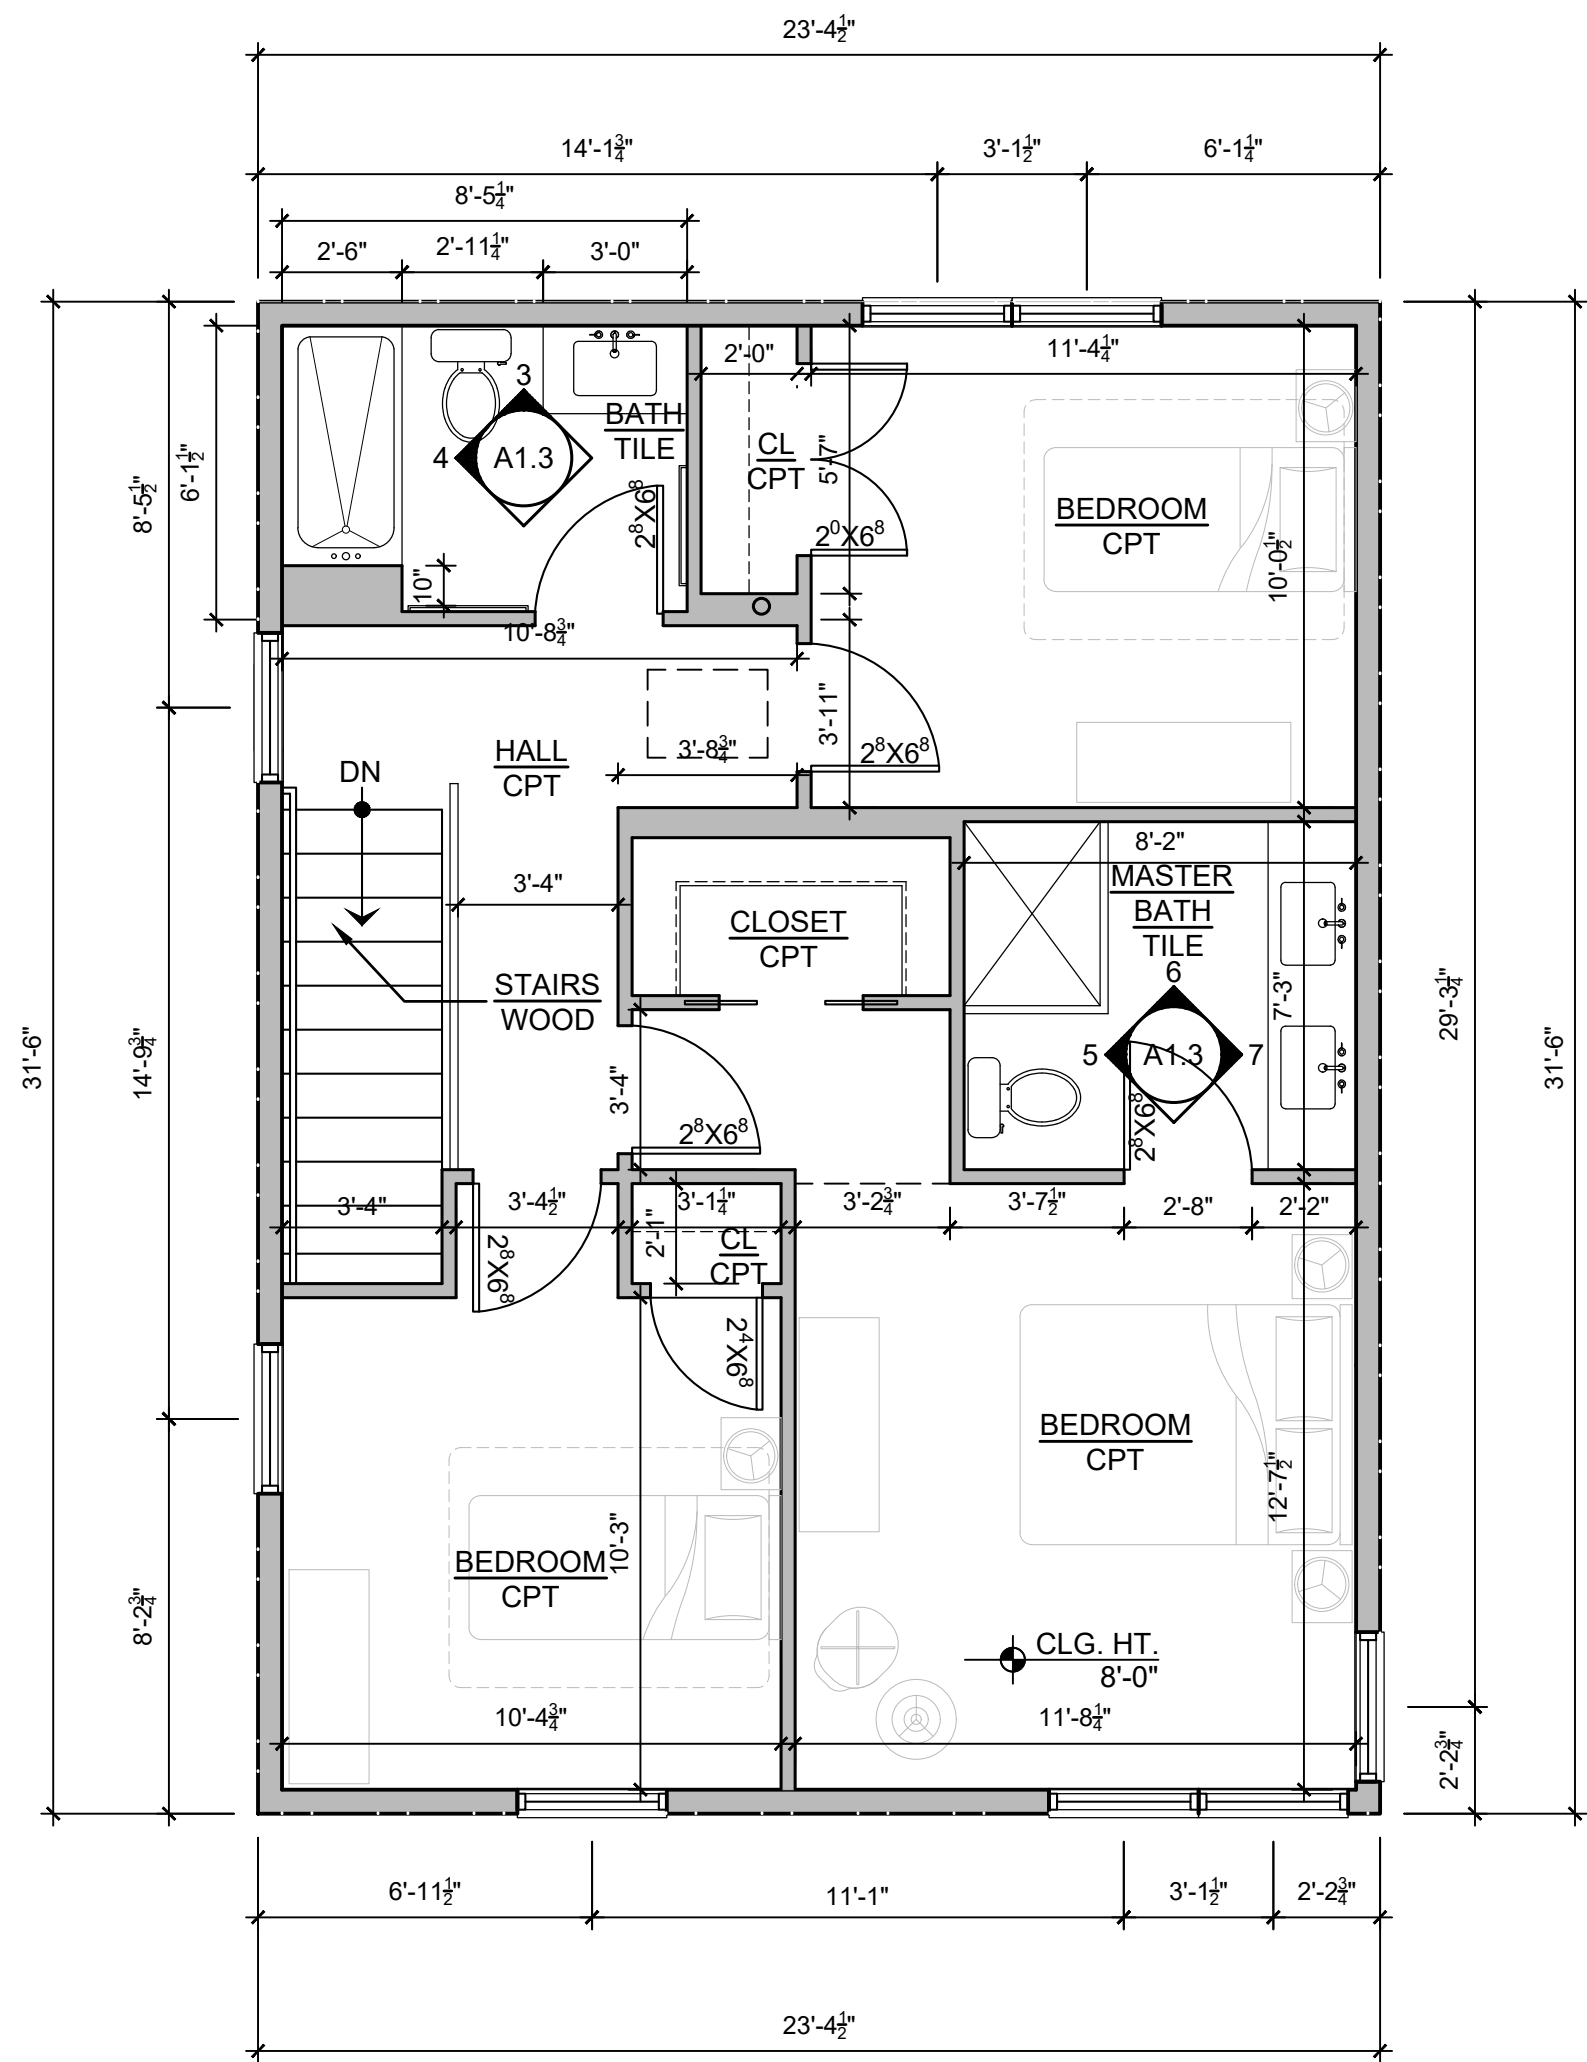 23'-4½"
14'-1¾"
3'-1½"
6'-1¼"
8'-5¼"
2'-6"
2'-11¼"
3'-0"
2'-0"
11'-4¼"
3
BATH
TILE
4
A1.3
CL
CPT
5'-7"
BEDROOM
CPT
8'-5½"
6'-1½"
2⁸X6⁸
2⁰X6⁸
10'-0½"
10"
10'-8¾"
3'-11"
HALL
CPT
3'-8¾"
2⁸X6⁸
DN
8'-2"
MASTER
BATH
TILE
3'-4"
CLOSET
CPT
6
STAIRS
WOOD
7'-3"
29'-3¼"
31'-6"
14'-9¾"
31'-6"
5
A1.3
7
3'-4"
2⁸X6⁸
2⁸X6⁸
3'-4"
3'-4½"
3'-1¼"
3'-2¾"
3'-7½"
2'-8"
2'-2"
2'-1"
CL
CPT
2⁸X6⁸
2⁴X6⁸
BEDROOM
CPT
12'-7½"
10'-3"
BEDROOM
CPT
8'-2¾"
CLG. HT.
8'-0"
10'-4¾"
11'-8¼"
2'-2¾"
6'-11½"
11'-1"
3'-1½"
2'-2¾"
23'-4½"